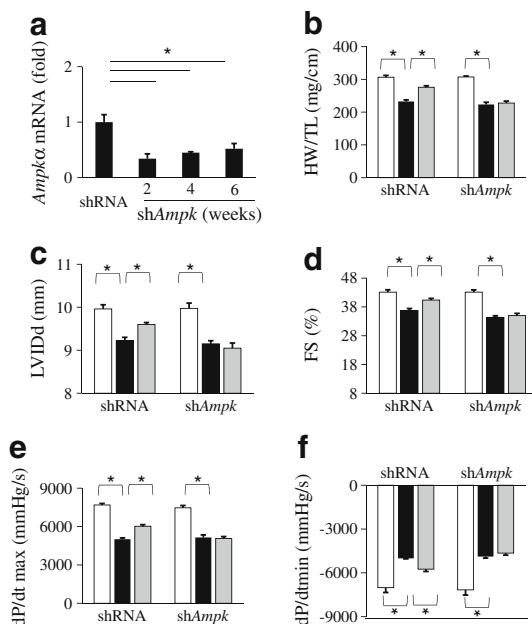 a
Ampkα mRNA (fold)
2
1
0
*
shRNA
2 4 6
shAmpk (weeks)
b
HW/TL (mg/cm)
400
300
200
100
0
* * *
shRNA shAmpk
c
LVIDd (mm)
11
10
9
8
* * *
shRNA shAmpk
d
FS (%)
48
38
28
18
8
* * *
shRNA shAmpk
e
dP/dt max (mmHg/s)
9000
6000
3000
0
* * *
shRNA shAmpk
f
dP/dtmin (mmHg/s)
shRNA shAmpk
0
-3000
-6000
-9000
* * *